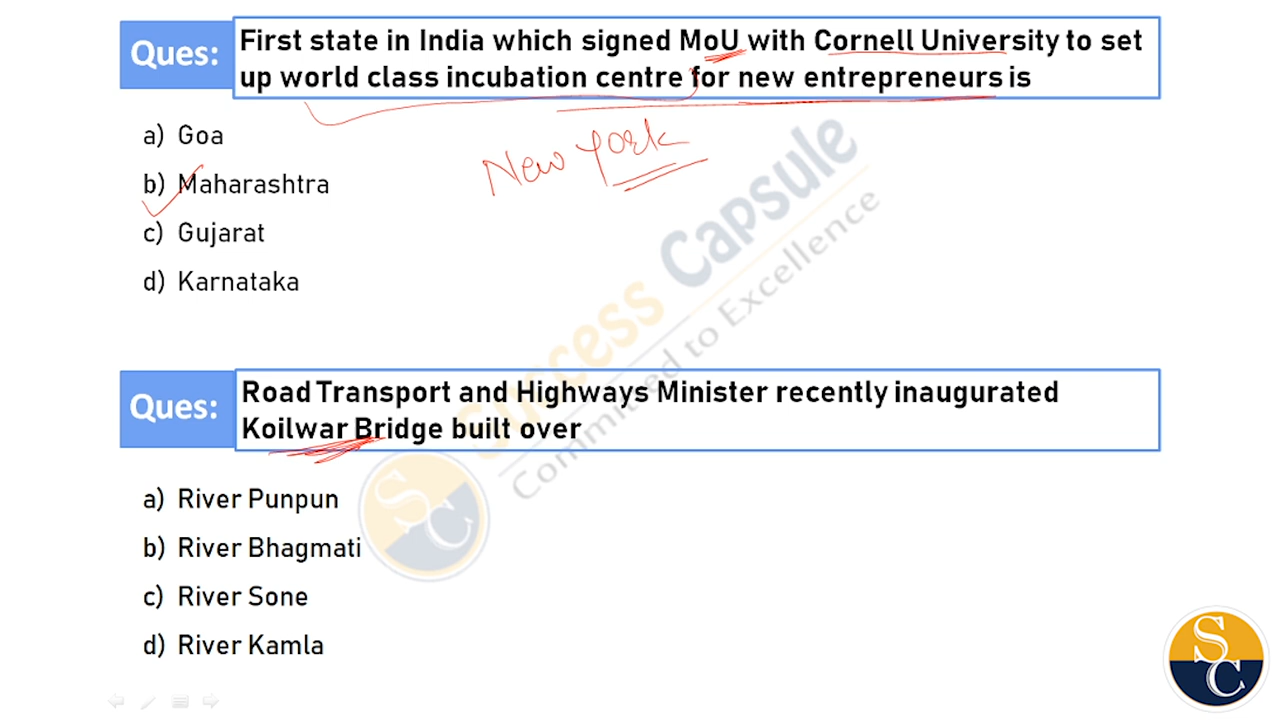 Ques:
First state in India which signed MoU with Cornell University to set
up world class incubation centre for new entrepreneurs is
a) Goa
New York
b) Maharashtra
c) Gujarat
d) Karnataka
Success Capsule
Committed to Excellence
Ques:
Road Transport and Highways Minister recently inaugurated
Koilwar Bridge built over
SC
a) River Punpun
b) River Bhagmati
c) River Sone
d) River Kamla
SC